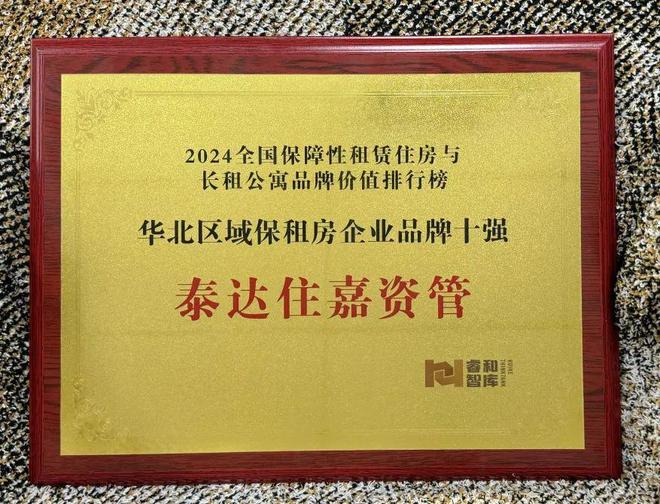 2024全国保障性租赁住房与
长租公寓品牌价值排行榜
华北区域保租房企业品牌十强
泰达住嘉资管
睿和
智库